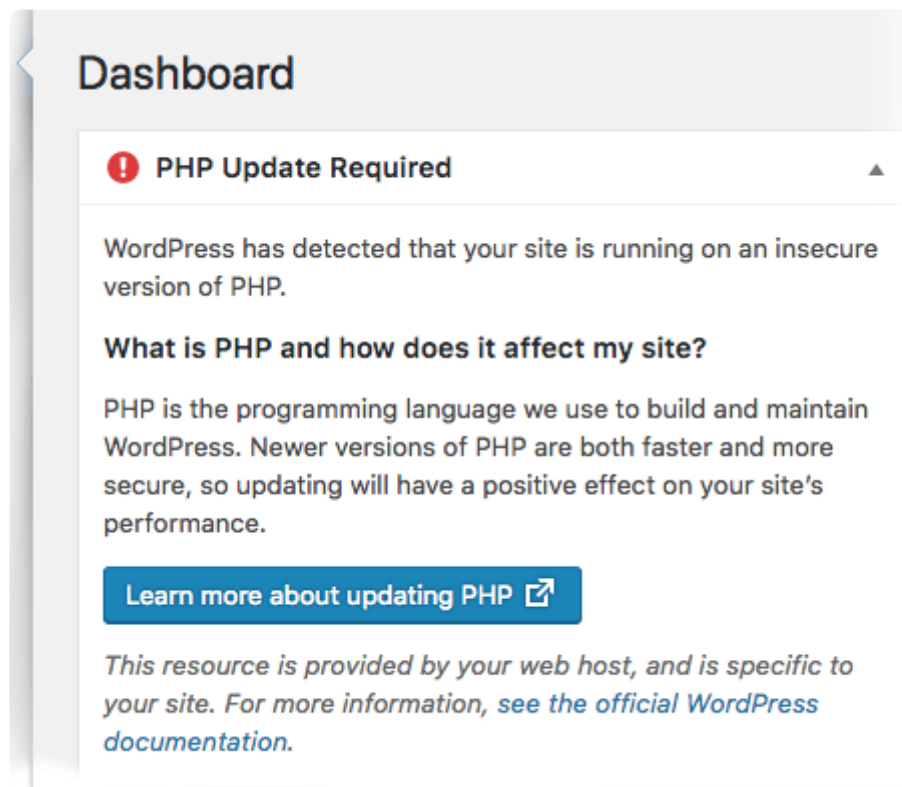 Dashboard
PHP Update Required
WordPress has detected that your site is running on an insecure
version of PHP.
What is PHP and how does it affect my site?
PHP is the programming language we use to build and maintain
WordPress. Newer versions of PHP are both faster and more
secure, so updating will have a positive effect on your site’s
performance.
Learn more about updating PHP
This resource is provided by your web host, and is specific to
your site. For more information, see the official WordPress
documentation.